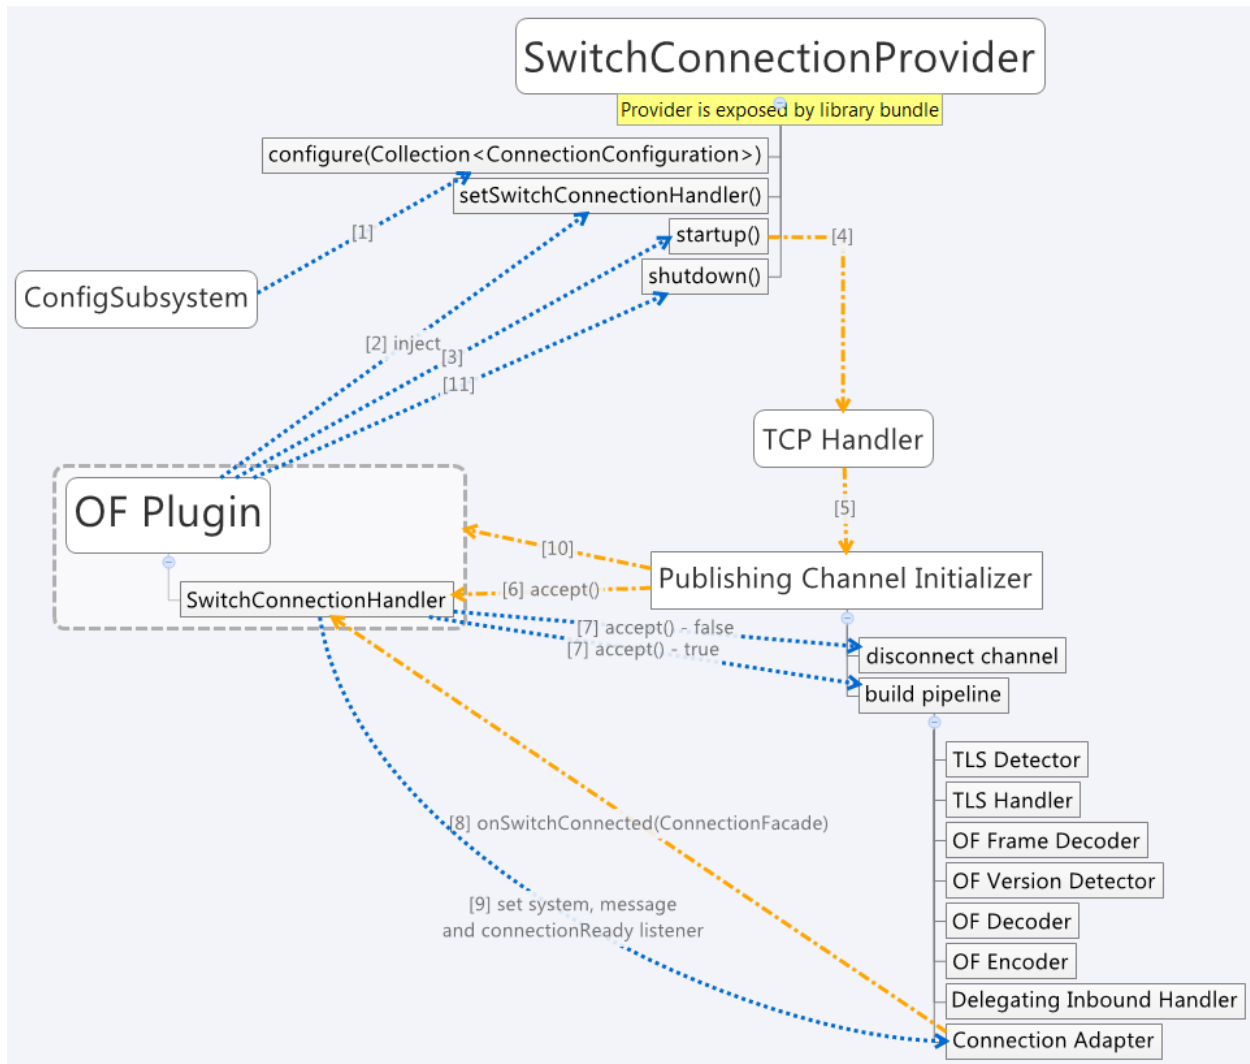 SwitchConnectionProvider
Provider is exposed by library bundle
configure(Collection<ConnectionConfiguration>)
setSwitchConnectionHandler()
[1]
startup()
[4]
shutdown()
ConfigSubsystem
[2] inject
[3]
[11]
TCP Handler
OF Plugin
[5]
[10]
Publishing Channel Initializer
[6] accept()
SwitchConnectionHandler
[7] accept() - false
[7] accept() - true
disconnect channel
build pipeline
TLS Detector
TLS Handler
[8] onSwitchConnected(ConnectionFacade)
OF Frame Decoder
OF Version Detector
[9] set system, message
and connectionReady listener
OF Decoder
OF Encoder
Delegating Inbound Handler
Connection Adapter